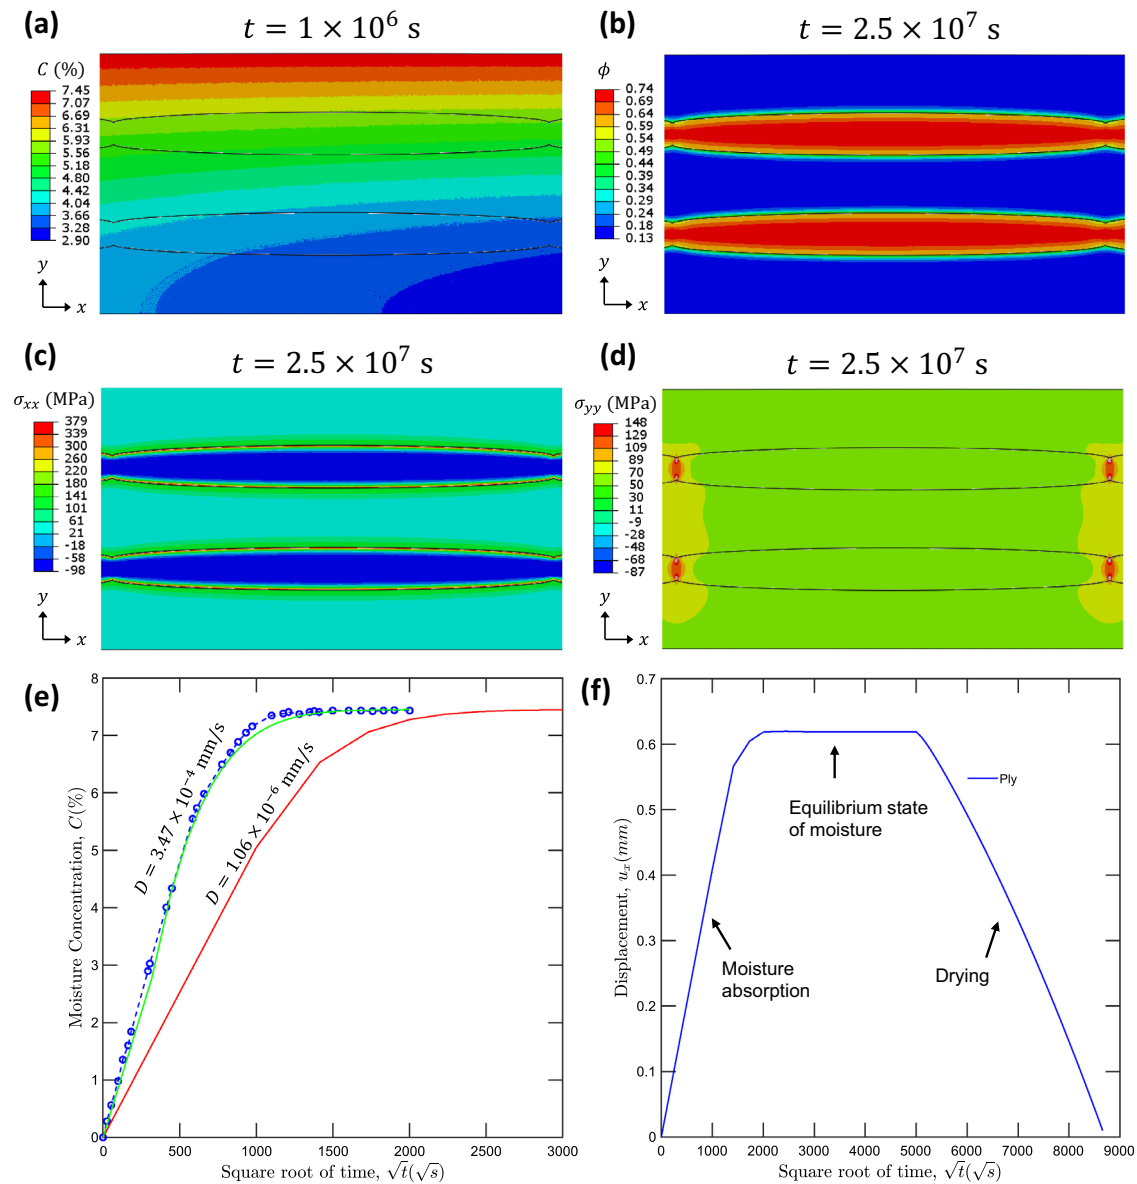 (a)
t = 1 × 10⁶ s
C (%)
7.45
7.07
6.69
6.31
5.93
5.56
5.18
4.80
4.42
4.04
3.66
3.28
2.90
y
x
(b)
t = 2.5 × 10⁷ s
ϕ
0.74
0.69
0.64
0.59
0.54
0.49
0.44
0.39
0.34
0.29
0.24
0.18
0.13
y
x
(c)
t = 2.5 × 10⁷ s
σxx (MPa)
379
339
300
260
220
180
141
101
61
21
-18
-58
-98
y
x
(d)
t = 2.5 × 10⁷ s
σyy (MPa)
148
129
109
89
70
50
30
11
-9
-28
-48
-68
-87
y
x
(e)
8
7
6
5
4
3
2
1
0
Moisture Concentration, C(%)
D = 3.47 × 10⁻⁴ mm/s
D = 1.06 × 10⁻⁶ mm/s
0 500 1000 1500 2000 2500 3000
Square root of time, √t(√s)
(f)
0.7
0.6
0.5
0.4
0.3
0.2
0.1
0
Displacement, uₓ(mm)
Ply
Equilibrium state
of moisture
Moisture
absorption
Drying
0 1000 2000 3000 4000 5000 6000 7000 8000 9000
Square root of time, √t(√s)